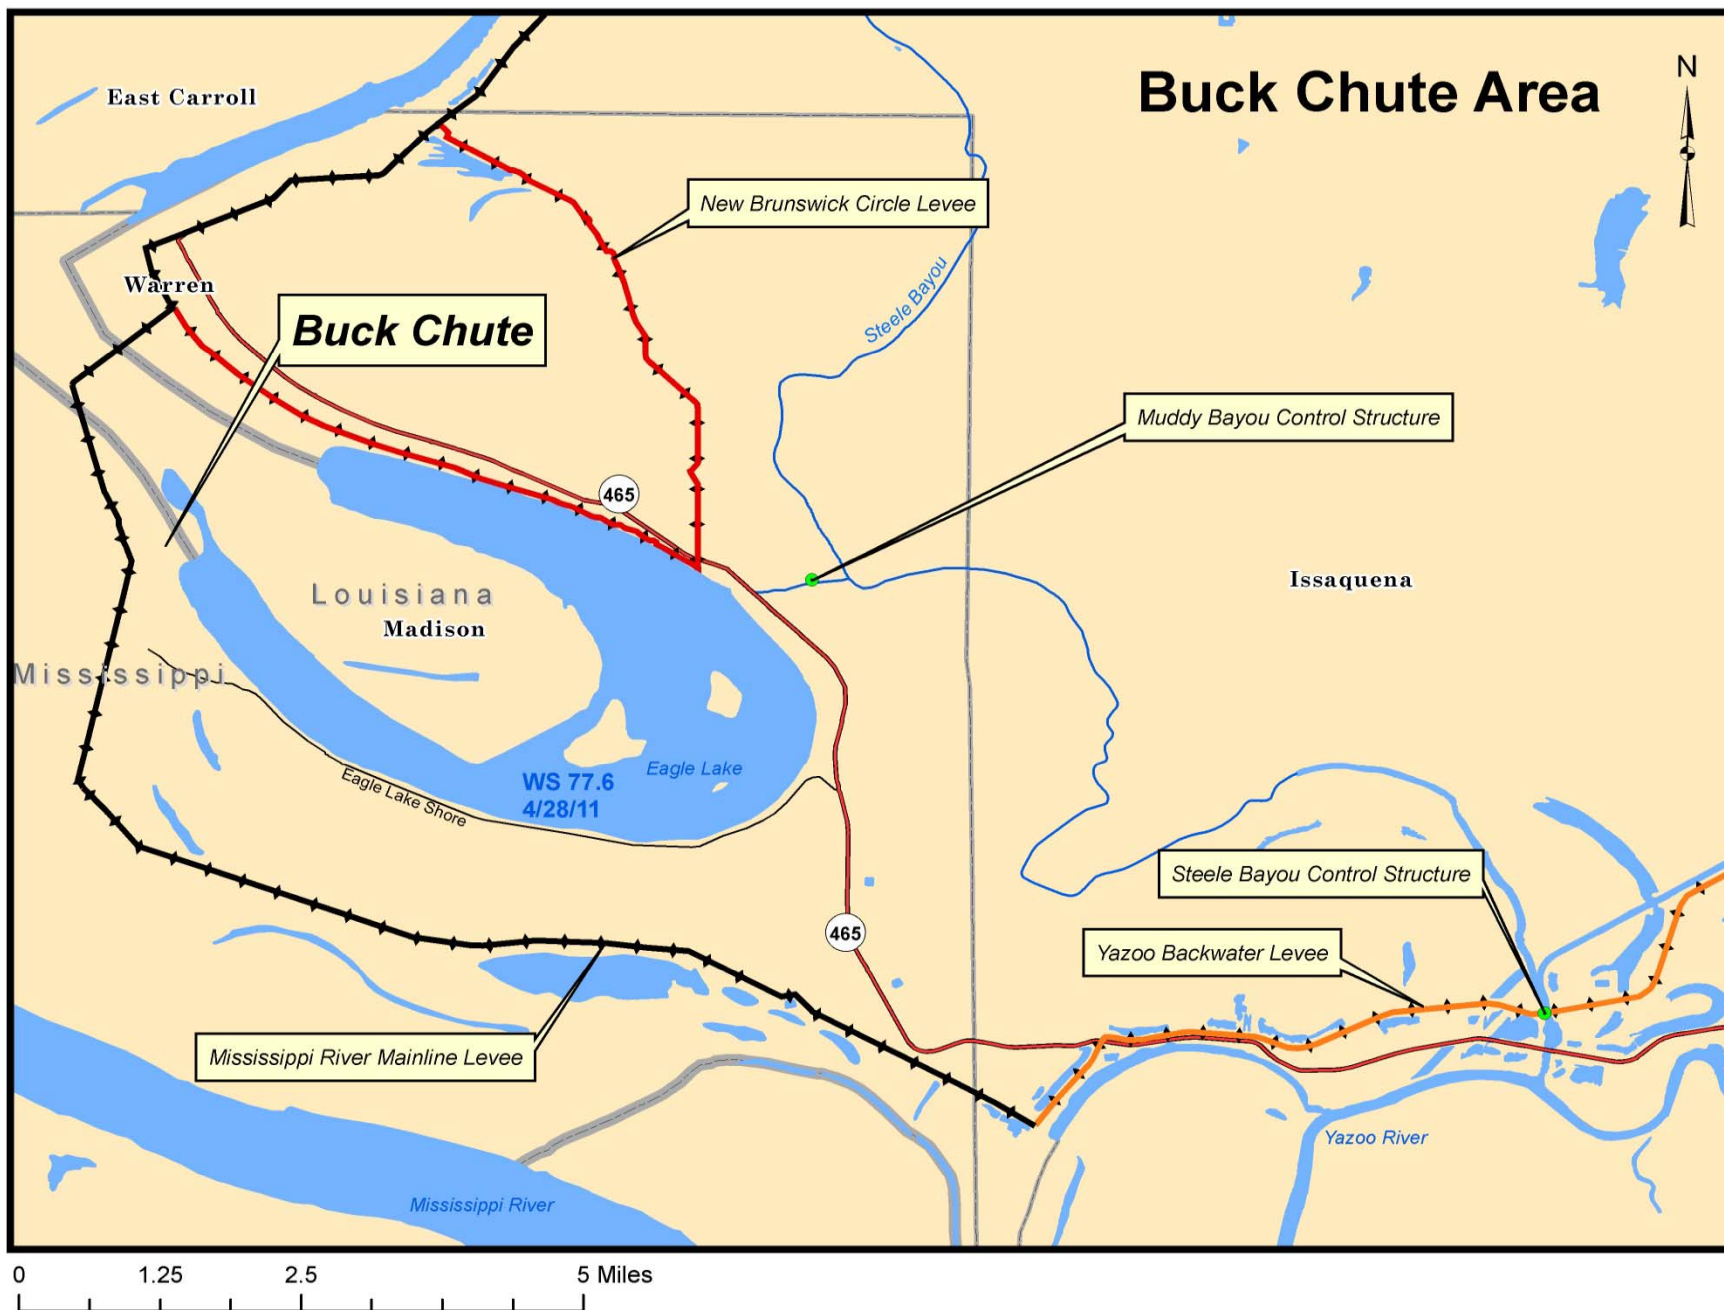 Buck Chute Area
N
East Carroll
New Brunswick Circle Levee
Warren
Buck Chute
Steele Bayou
Muddy Bayou Control Structure
465
Issaquena
Louisiana
Madison
Mississippi
Eagle Lake
WS 77.6
4/28/11
Eagle Lake Shore
Steele Bayou Control Structure
465
Yazoo Backwater Levee
Mississippi River Mainline Levee
Yazoo River
Mississippi River
0 1.25 2.5 5 Miles